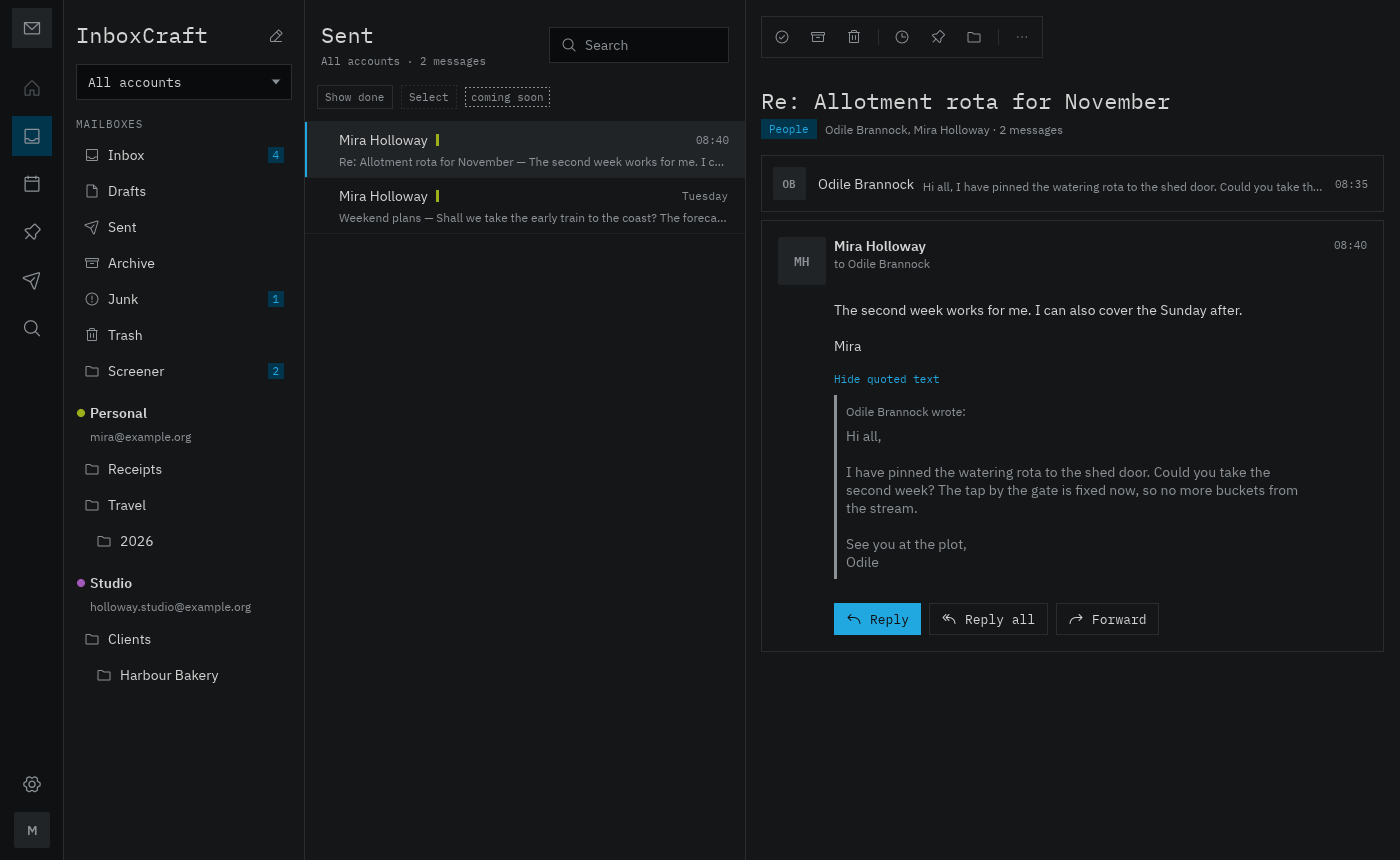 InboxCraft
All accounts
MAILBOXES
Inbox 4
Drafts
Sent
Archive
Junk 1
Trash
Screener 2
Personal
mira@example.org
Receipts
Travel
2026
Studio
holloway.studio@example.org
Clients
Harbour Bakery
M
Sent
All accounts · 2 messages
Search
Show done Select coming soon
Mira Holloway 08:40
Re: Allotment rota for November — The second week works for me. I c…
Mira Holloway Tuesday
Weekend plans — Shall we take the early train to the coast? The foreca…
Re: Allotment rota for November
People Odile Brannock, Mira Holloway · 2 messages
OB Odile Brannock Hi all, I have pinned the watering rota to the shed door. Could you take th… 08:35
MH Mira Holloway 08:40
to Odile Brannock
The second week works for me. I can also cover the Sunday after.
Mira
Hide quoted text
Odile Brannock wrote:
Hi all,
I have pinned the watering rota to the shed door. Could you take the
second week? The tap by the gate is fixed now, so no more buckets from
the stream.
See you at the plot,
Odile
Reply Reply all Forward